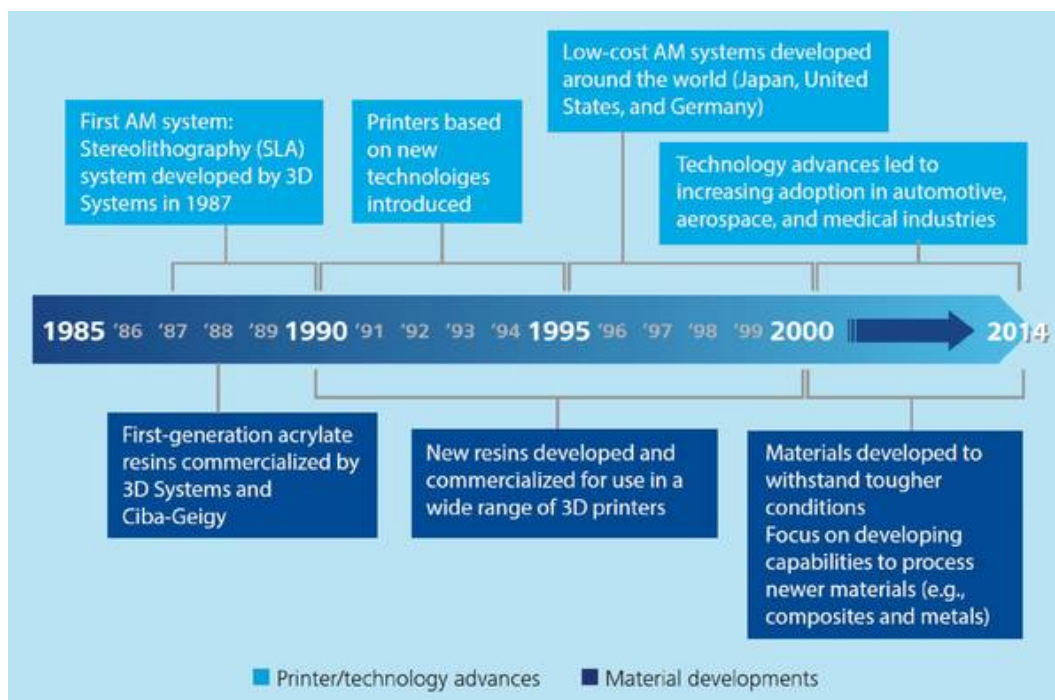 Low-cost AM systems developed
around the world (Japan, United
States, and Germany)
First AM system:
Stereolithography (SLA)
system developed by 3D
Systems in 1987
Printers based
on new
technoloiges
introduced
Technology advances led to
increasing adoption in automotive,
aerospace, and medical industries
1985 '86 '87 '88 '89 1990 '91 '92 '93 '94 1995 '96 '97 '98 '99 2000 2014
First-generation acrylate
resins commercialized by
3D Systems and
Ciba-Geigy
New resins developed and
commercialized for use in a
wide range of 3D printers
Materials developed to
withstand tougher
conditions
Focus on developing
capabilities to process
newer materials (e.g.,
composites and metals)
Printer/technology advances Material developments